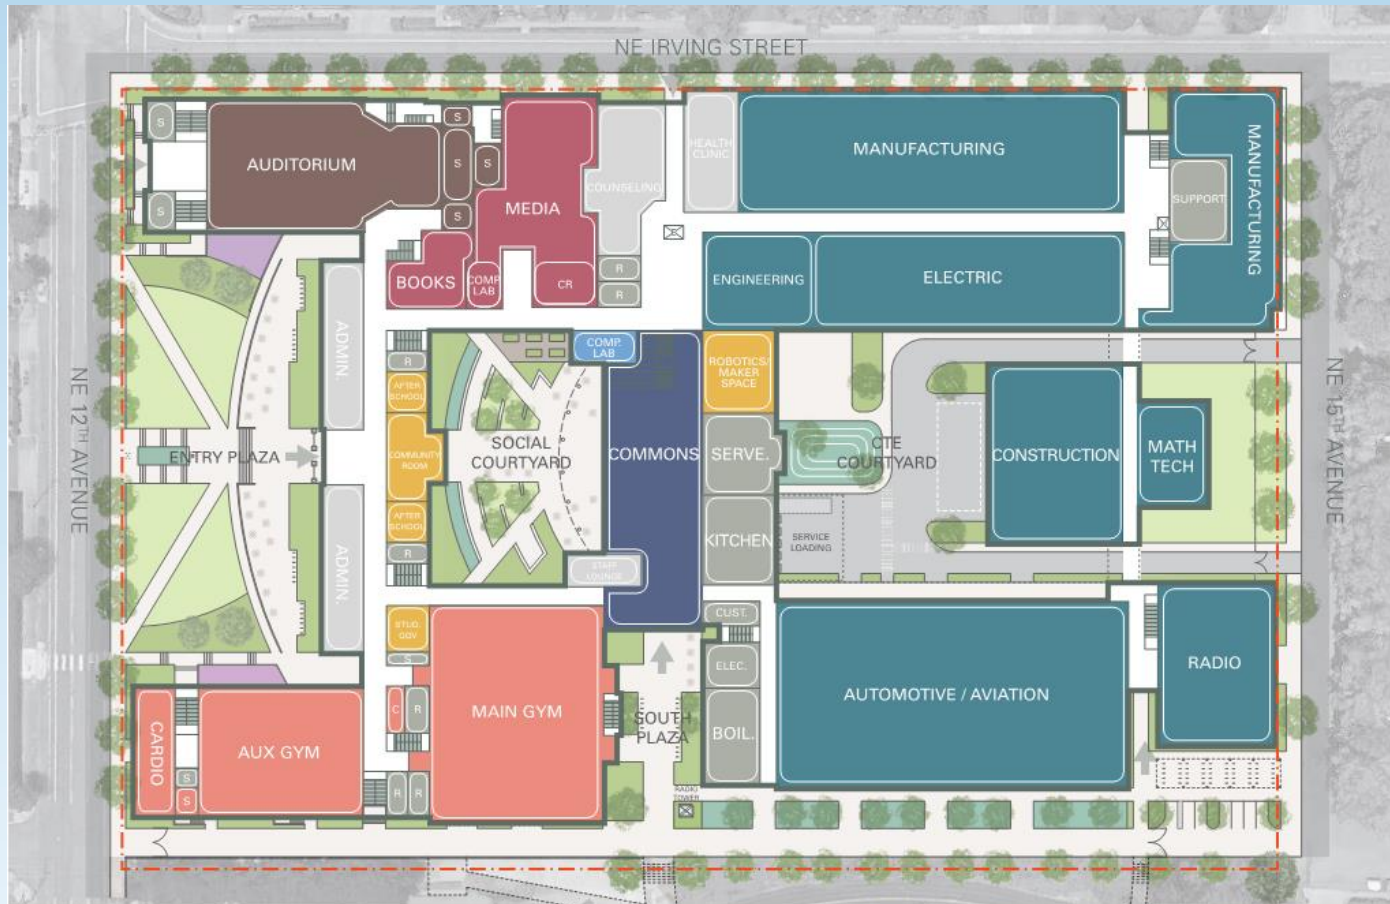 NE IRVING STREET
S
AUDITORIUM
S
S
S
S
S
MEDIA
COUNSELING
HEALTH
CLINIC
MANUFACTURING
SUPPORT
MANUFACTURING
E
BOOKS
COMP
LAB
CR
R
R
ENGINEERING
ELECTRIC
ADMIN.
R
AFTER
SCHOOL
COMMUNITY
ROOM
AFTER
SCHOOL
R
COMP.
LAB
SOCIAL
COURTYARD
COMMONS
ROBOTICS/
MAKER
SPACE
SERVE.
CTE
COURTYARD
CONSTRUCTION
MATH
TECH
NE 12TH AVENUE
NE 15TH AVENUE
ENTRY PLAZA
ADMIN.
KITCHEN
SERVICE
LOADING
STAFF
LOUNGE
STUD.
GOV
S
CUST.
ELEC.
BOIL.
AUTOMOTIVE / AVIATION
RADIO
CARDIO
S
S
AUX GYM
C
R
R
R
MAIN GYM
SOUTH
PLAZA
RADIO
TOWER